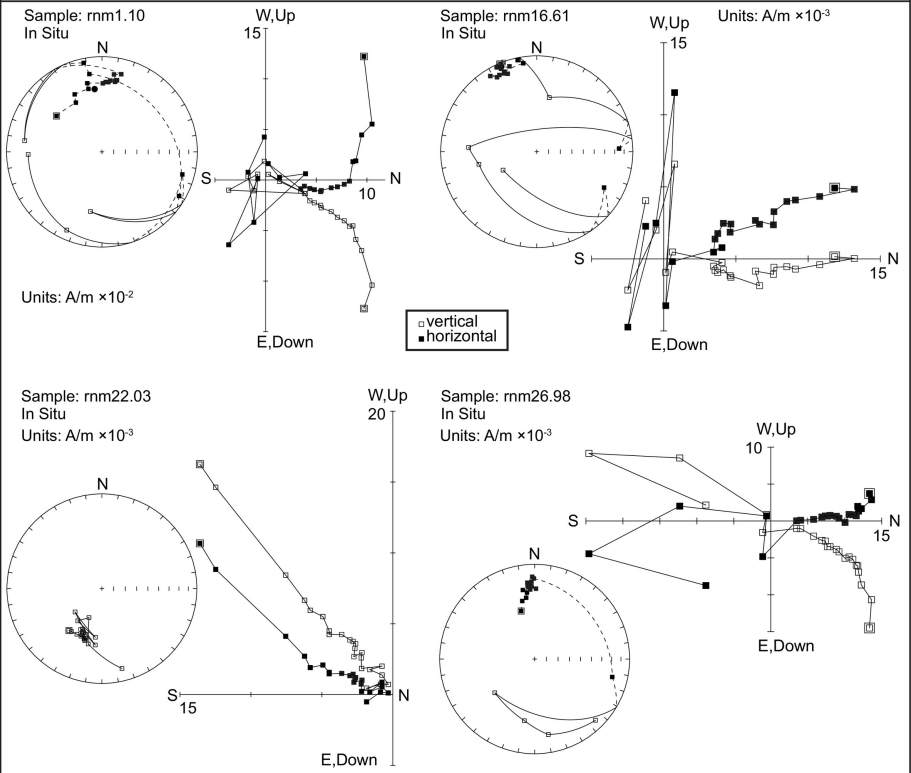 Sample: rnm1.10
In Situ
N
W,Up
15
S
10
N
E,Down
Units: A/m ×10-2
Sample: rnm16.61
In Situ
Units: A/m ×10-3
N
W,Up
15
S
N
15
E,Down
vertical
horizontal
Sample: rnm22.03
In Situ
Units: A/m ×10-3
N
W,Up
20
S
15
N
E,Down
Sample: rnm26.98
In Situ
Units: A/m ×10-3
W,Up
10
S
N
15
N
E,Down